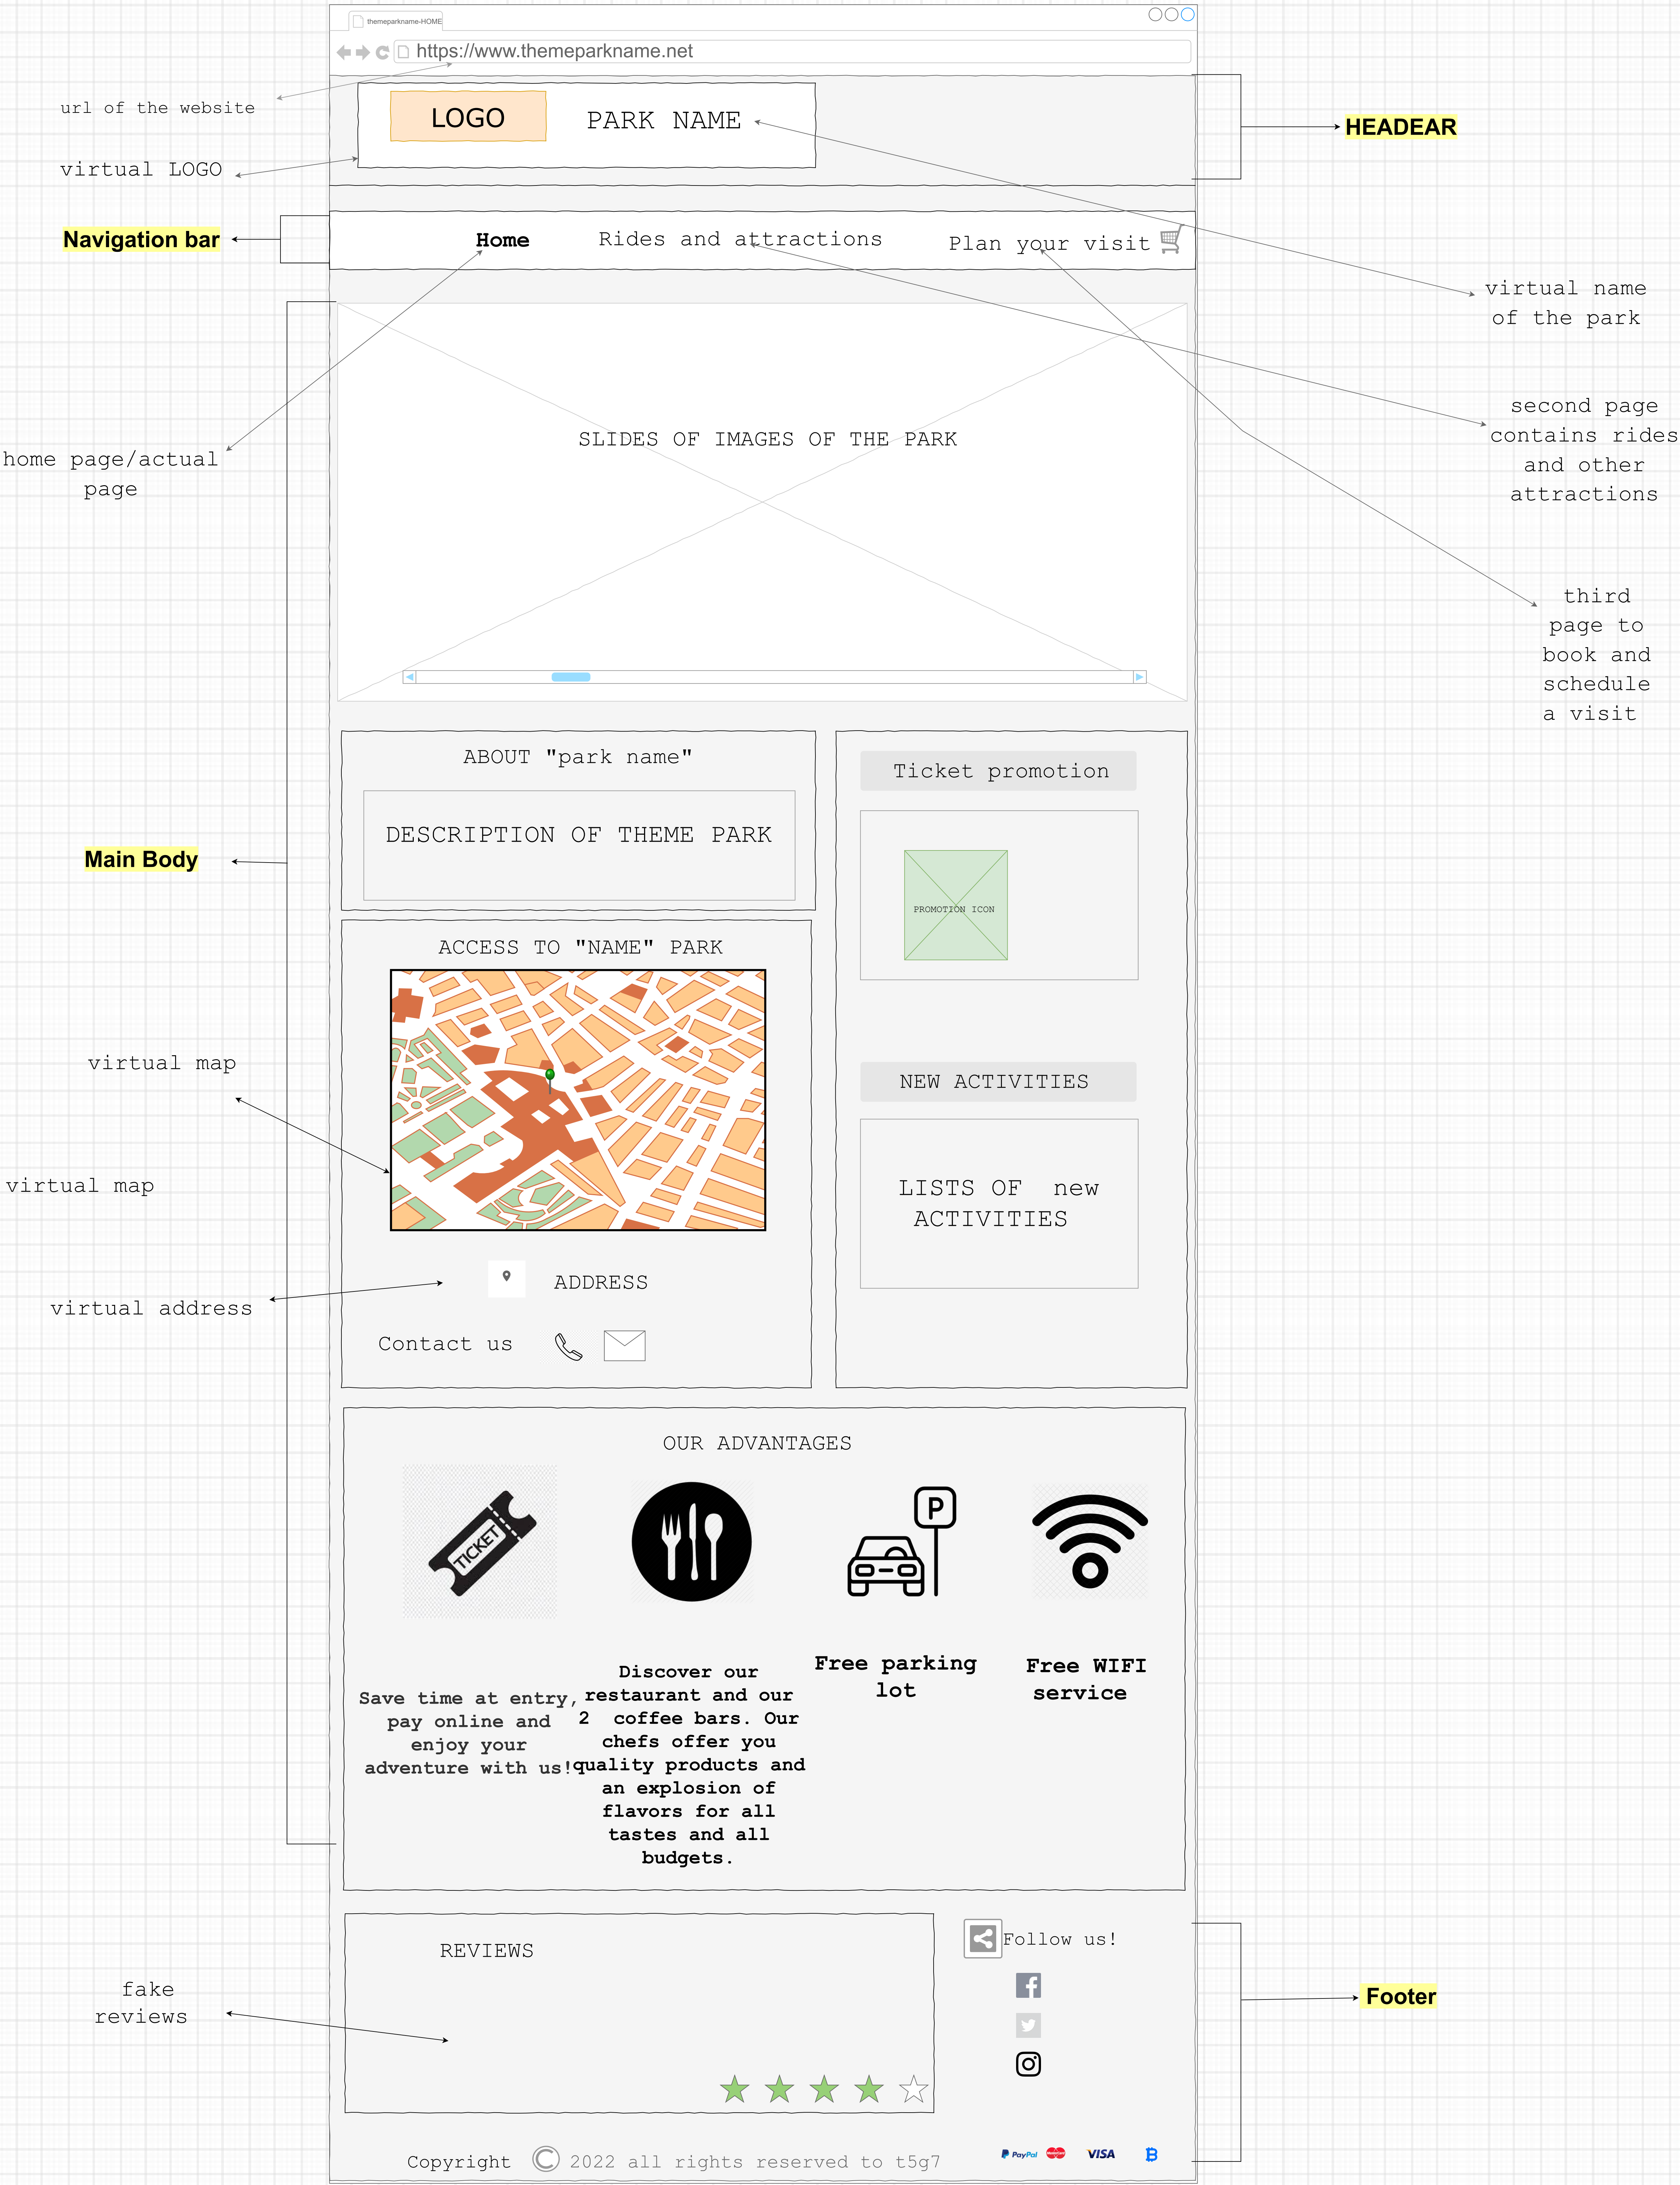 themeparkname-HOME
https://www.themeparkname.net
url of the website
LOGO
PARK NAME
HEADEAR
virtual LOGO
Navigation bar
Home
Rides and attractions
Plan your visit
virtual name
of the park
second page
contains rides
and other
attractions
home page/actual
page
SLIDES OF IMAGES OF THE PARK
third
page to
book and
schedule
a visit
ABOUT "park name"
DESCRIPTION OF THEME PARK
Ticket promotion
PROMOTION ICON
Main Body
ACCESS TO "NAME" PARK
virtual map
virtual map
NEW ACTIVITIES
LISTS OF new
ACTIVITIES
ADDRESS
virtual address
Contact us
OUR ADVANTAGES
TICKET
P
Save time at entry,
pay online and
enjoy your
adventure with us!
Discover our
restaurant and our
2 coffee bars. Our
chefs offer you
quality products and
an explosion of
flavors for all
tastes and all
budgets.
Free parking
lot
Free WIFI
service
REVIEWS
Follow us!
fake
reviews
Footer
Copyright © 2022 all rights reserved to t5g7
PayPal
VISA